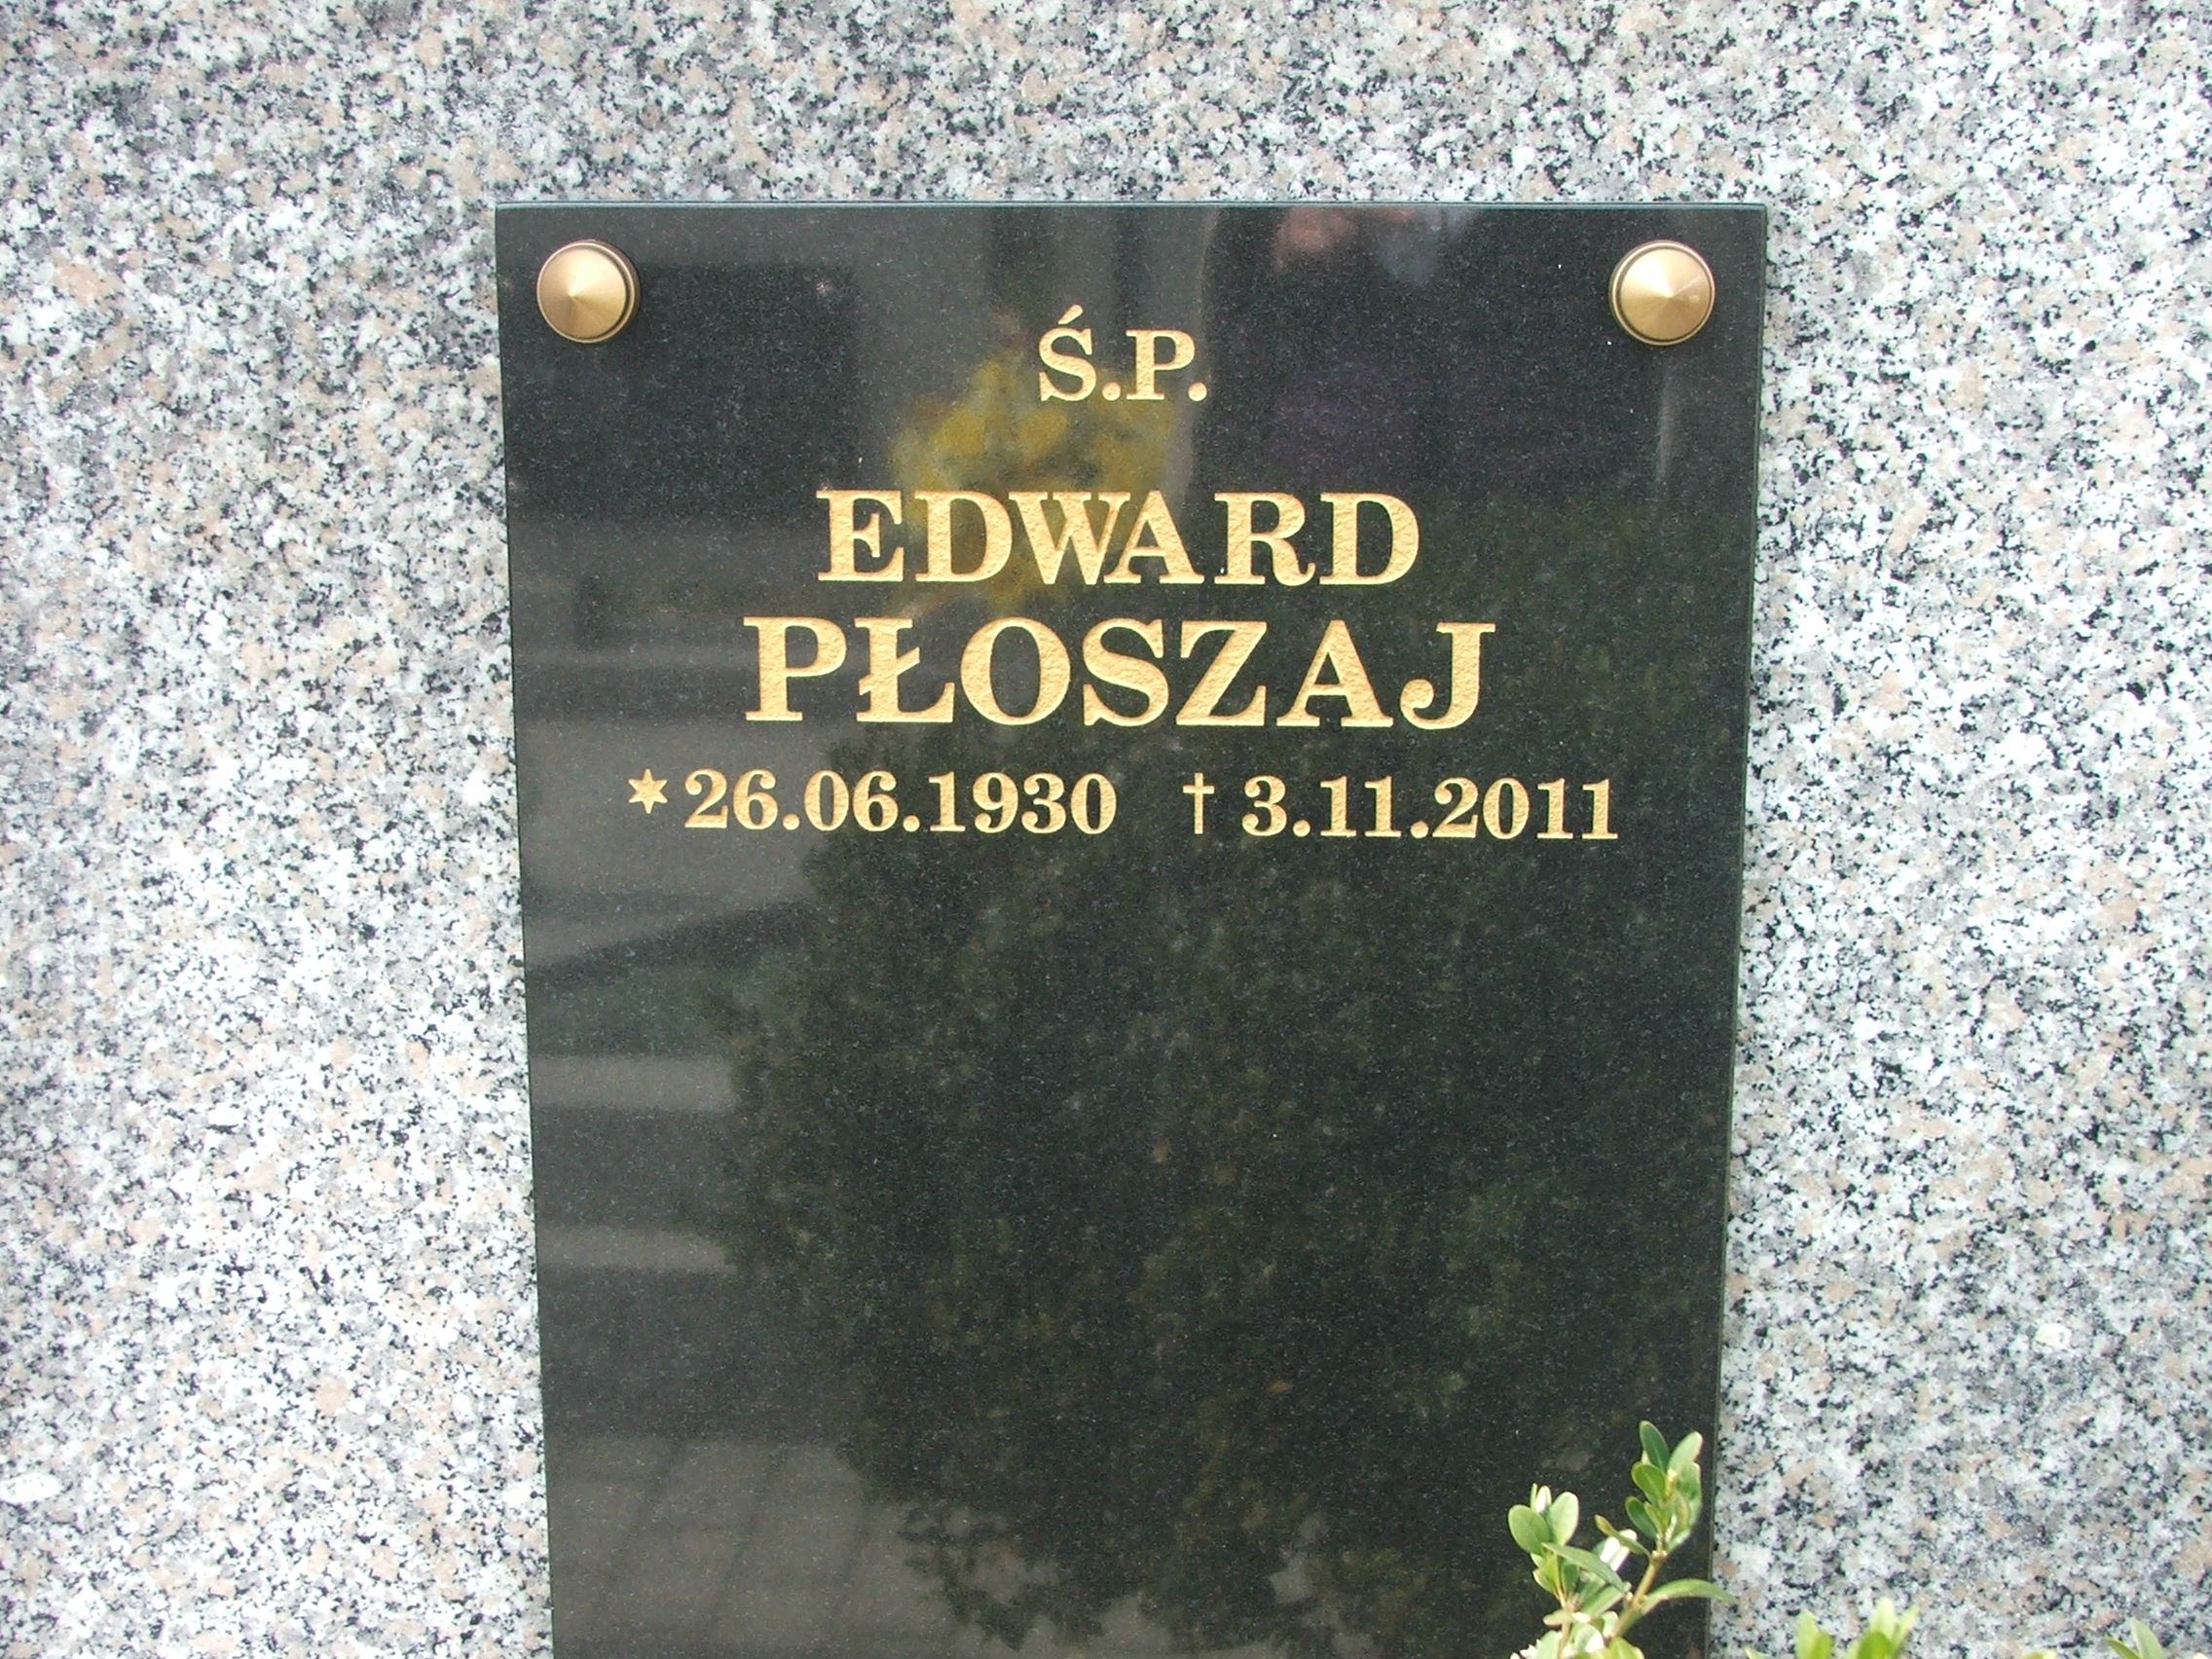 Ś.P.
EDWARD
PŁOSZAJ
*26.06.1930 †3.11.2011